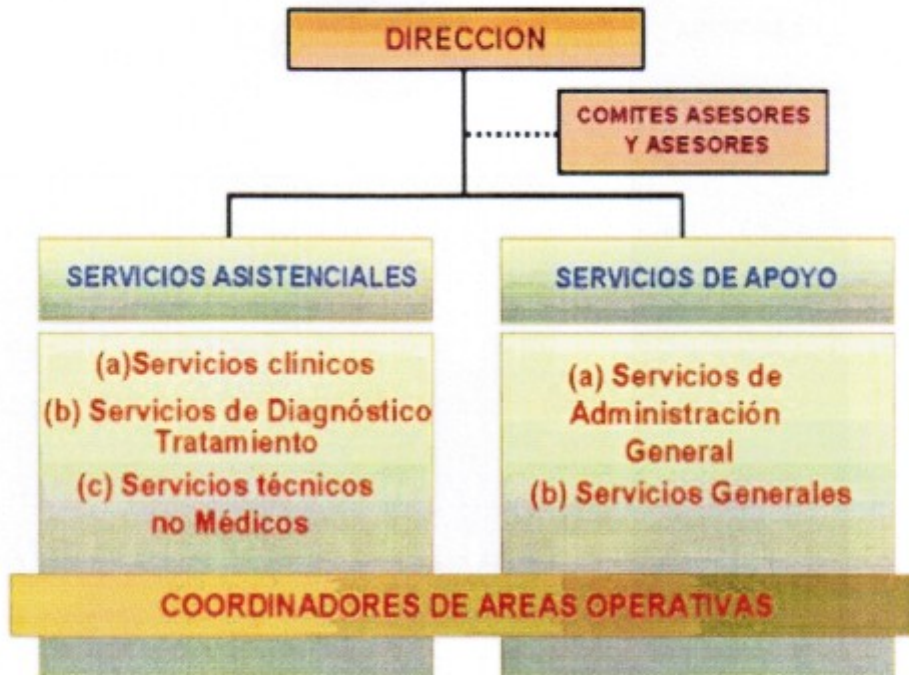 DIRECCION
COMITES ASESORES
Y ASESORES
SERVICIOS ASISTENCIALES
(a)Servicios clínicos
(b) Servicios de Diagnóstico
Tratamiento
(c) Servicios técnicos
no Médicos
SERVICIOS DE APOYO
(a) Servicios de
Administración
General
(b) Servicios Generales
COORDINADORES DE AREAS OPERATIVAS